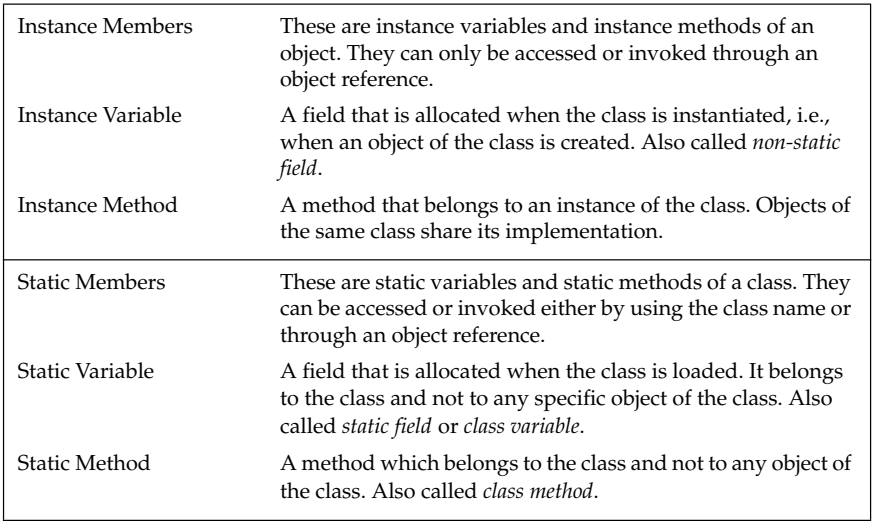 Instance Members These are instance variables and instance methods of an
object. They can only be accessed or invoked through an
object reference.
Instance Variable A field that is allocated when the class is instantiated, i.e.,
when an object of the class is created. Also called non-static
field.
Instance Method A method that belongs to an instance of the class. Objects of
the same class share its implementation.
Static Members These are static variables and static methods of a class. They
can be accessed or invoked either by using the class name or
through an object reference.
Static Variable A field that is allocated when the class is loaded. It belongs
to the class and not to any specific object of the class. Also
called static field or class variable.
Static Method A method which belongs to the class and not to any object of
the class. Also called class method.